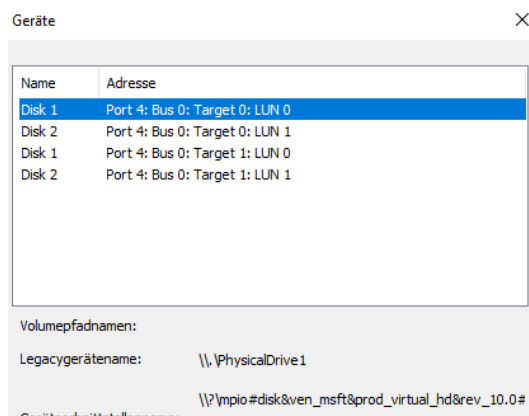 Geräte
Name Adresse
Disk 1 Port 4: Bus 0: Target 0: LUN 0
Disk 2 Port 4: Bus 0: Target 0: LUN 1
Disk 1 Port 4: Bus 0: Target 1: LUN 0
Disk 2 Port 4: Bus 0: Target 1: LUN 1
Volumepfadnamen:
Legacygerätename: \\.\PhysicalDrive1
\\?\mpio#disk&ven_msft&prod_virtual_hd&rev_10.0#